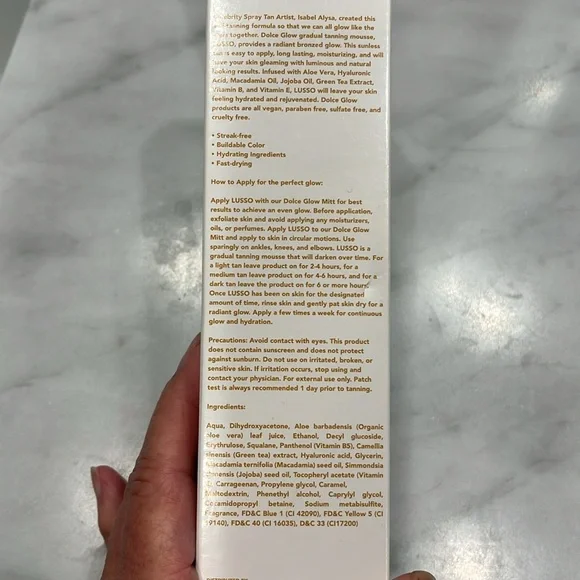 Celebrity Spray Tan Artist, Isabel Alysa, created this
tanning formula so that we can all glow like the
together. Dolce Glow gradual tanning mousse,
LUSSO, provides a radiant bronzed glow. This sunless
tan is easy to apply, long lasting, moisturizing, and will
have your skin gleaming with luminous and natural
looking results. Infused with Aloe Vera, Hyaluronic
Acid, Macadamia Oil, Jojoba Oil, Green Tea Extract,
Vitamin B, and Vitamin E, LUSSO will leave your skin
feeling hydrated and rejuvenated. Dolce Glow
products are all vegan, paraben free, sulfate free, and
cruelty free.
• Streak-free
• Buildable Color
• Hydrating Ingredients
• Fast-drying
How to Apply for the perfect glow:
Apply LUSSO with our Dolce Glow Mitt for best
results to achieve an even glow. Before application,
exfoliate skin and avoid applying any moisturizers,
oils, or perfumes. Apply LUSSO to our Dolce Glow
Mitt and apply to skin in circular motions. Use
sparingly on ankles, knees, and elbows. LUSSO is a
gradual tanning mousse that will darken over time. For
a light tan leave product on for 2-4 hours, for a
medium tan leave product on for 4-6 hours, and for a
dark tan leave the product on for 6 or more hours.
Once LUSSO has been on skin for the designated
amount of time, rinse skin and gently pat skin dry for a
radiant glow. Apply a few times a week for continuous
glow and hydration.
Precautions: Avoid contact with eyes. This product
does not contain sunscreen and does not protect
against sunburn. Do not use on irritated, broken, or
sensitive skin. If irritation occurs, stop using and
contact your physician. For external use only. Patch
test is always recommended 1 day prior to tanning.
Ingredients:
Aqua, Dihydroxyacetone, Aloe barbadensis (Organic
aloe vera) leaf juice, Ethanol, Decyl glucoside,
Erythrulose, Squalane, Panthenol (Vitamin B5), Camellia
sinensis (Green tea) extract, Hyaluronic acid, Glycerin,
Macadamia ternifolia (Macadamia) seed oil, Simmondsia
chinensis (Jojoba) seed oil, Tocopheryl acetate (Vitamin
E), Carrageenan, Propylene glycol, Caramel,
Maltodextrin, Phenethyl alcohol, Caprylyl glycol,
Cocamidopropyl betaine, Sodium metabisulfite,
Fragrance, FD&C Blue 1 (CI 42090), FD&C Yellow 5 (CI
19140), FD&C 40 (CI 16035), D&C 33 (CI17200)